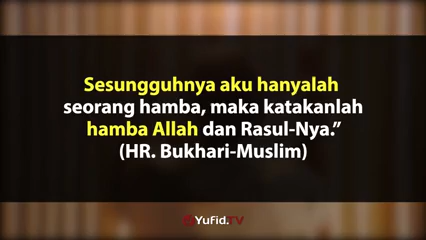 Sesungguhnya aku hanyalah
seorang hamba, maka katakanlah
hamba Allah dan Rasul-Nya.”
(HR. Bukhari-Muslim)
YUFID.TV